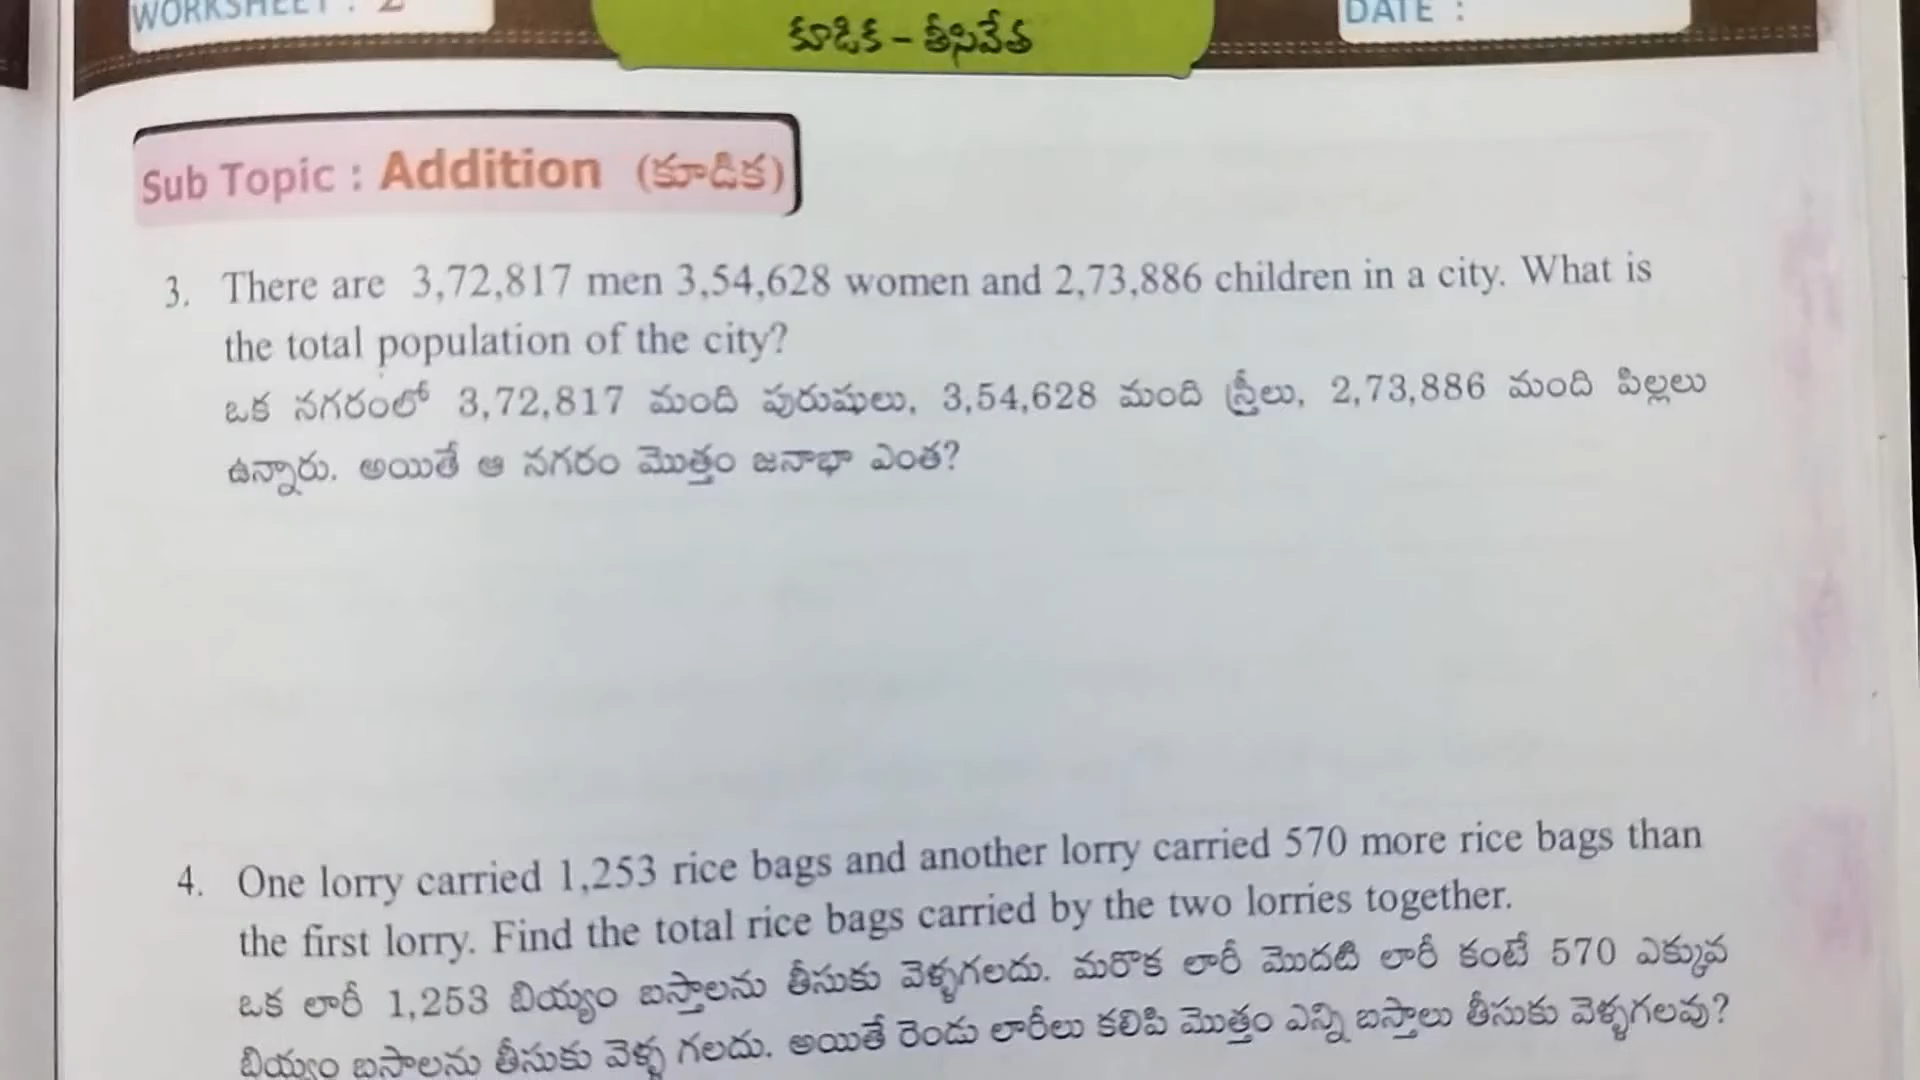 WORKSHEET : 2
కూడిక - తీసివేత
DATE :
Sub Topic : Addition (కూడిక)
3. There are 3,72,817 men 3,54,628 women and 2,73,886 children in a city. What is
the total population of the city?
ఒక నగరంలో 3,72,817 మంది పురుషులు, 3,54,628 మంది స్త్రీలు, 2,73,886 మంది పిల్లలు
ఉన్నారు. అయితే ఆ నగరం మొత్తం జనాభా ఎంత?
4. One lorry carried 1,253 rice bags and another lorry carried 570 more rice bags than
the first lorry. Find the total rice bags carried by the two lorries together.
ఒక లారీ 1,253 బియ్యం బస్తాలను తీసుకు వెళ్ళగలదు. మరొక లారీ మొదటి లారీ కంటే 570 ఎక్కువ
బియ్యం బస్తాలను తీసుకు వెళ్ళ గలదు. అయితే రెండు లారీలు కలిపి మొత్తం ఎన్ని బస్తాలు తీసుకు వెళ్ళగలవు?